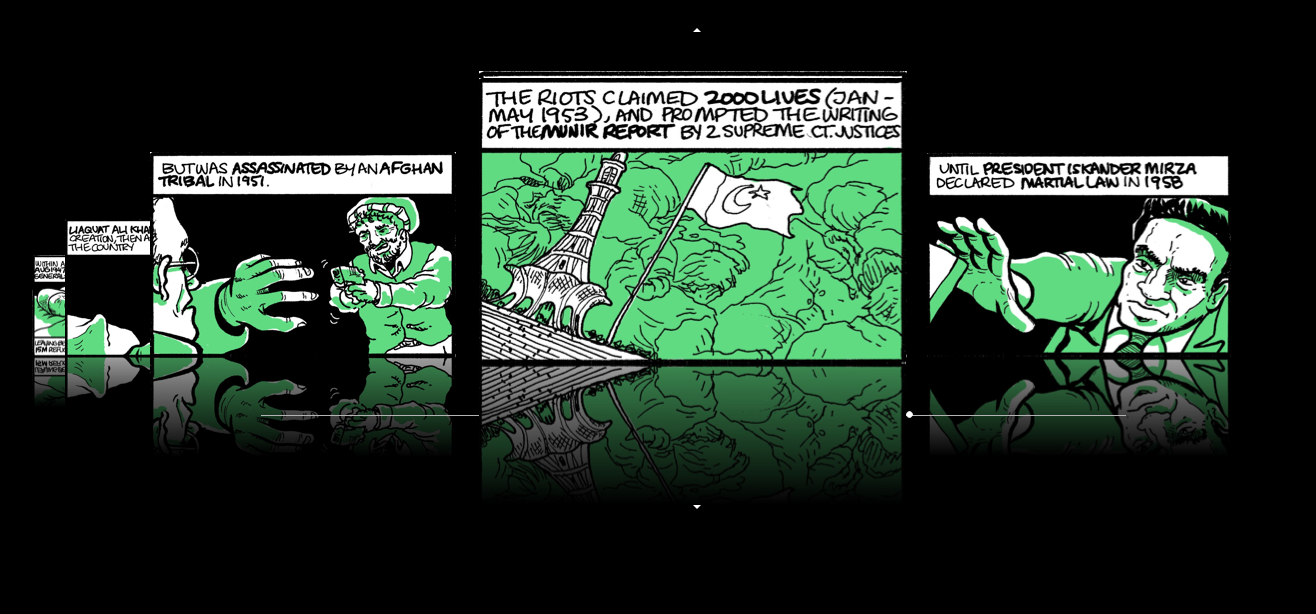 WITHIN A
LIAQUAT ALI KHA
CREATION, THEN A
THE COUNTRY
BUT WAS ASSASSINATED BY AN AFGHAN
TRIBAL IN 1951.
THE RIOTS CLAIMED 2000 LIVES (JAN -
MAY 1953), AND PROMPTED THE WRITING
OF THE MUNIR REPORT BY 2 SUPREME CT. JUSTICES
UNTIL PRESIDENT ISKANDER MIRZA
DECLARED MARTIAL LAW IN 1958